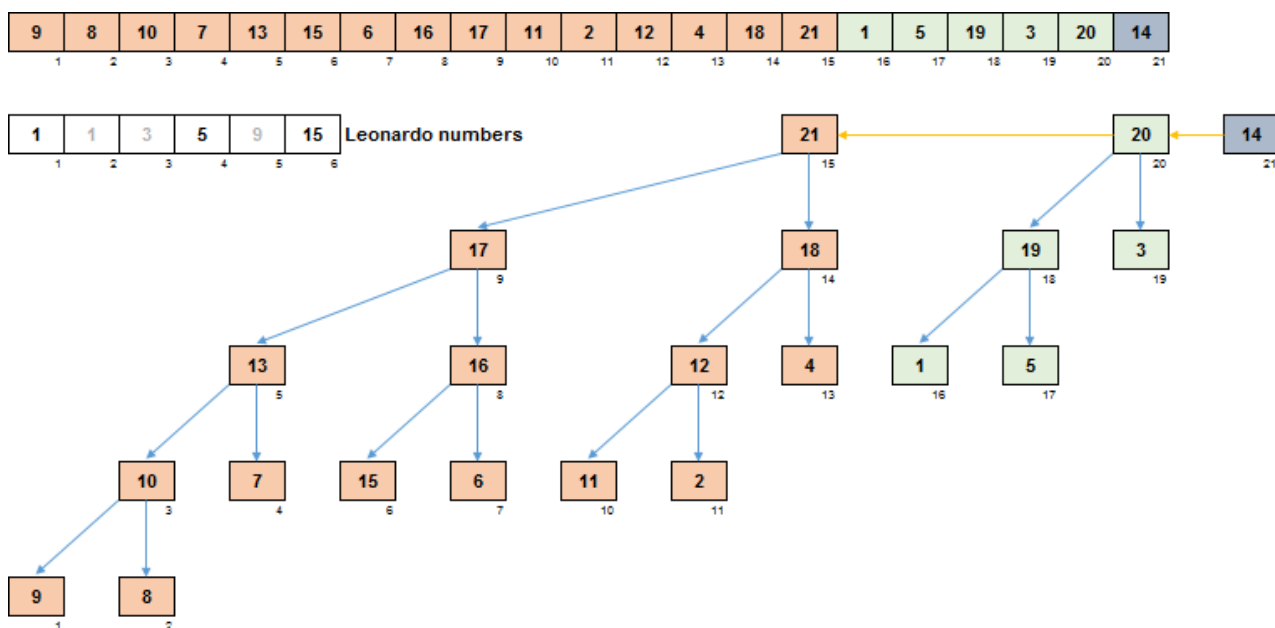 9 8 10 7 13 15 6 16 17 11 2 12 4 18 21 1 5 19 3 20 14
1 2 3 4 5 6 7 8 9 10 11 12 13 14 15 16 17 18 19 20 21
1 1 3 5 9 15 Leonardo numbers 21 20 14
1 2 3 4 5 6 15 20 21
17 18 19 3
9 14 18 19
13 16 12 4 1 5
5 8 12 13 16 17
10 7 15 6 11 2
3 4 6 7 10 11
9 8
1 2